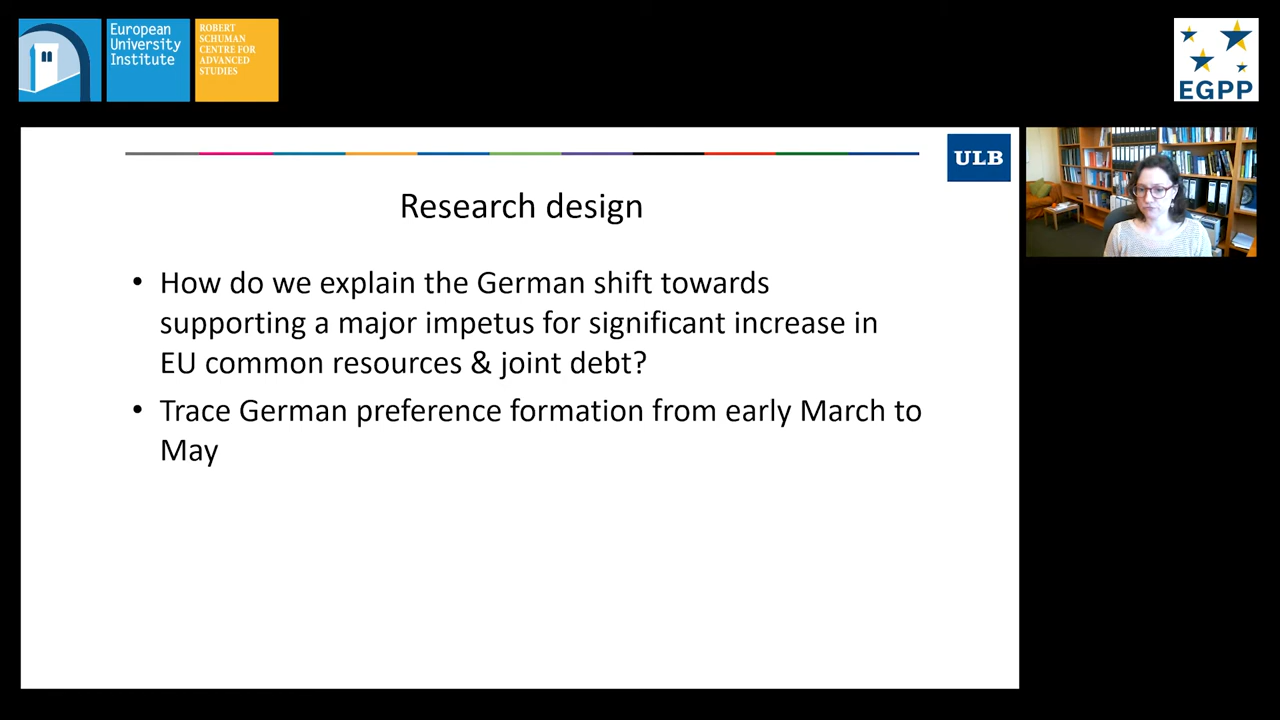 European
University
Institute
ROBERT
SCHUMAN
CENTRE FOR
ADVANCED
STUDIES
EGPP
ULB
Research design
• How do we explain the German shift towards
supporting a major impetus for significant increase in
EU common resources & joint debt?
• Trace German preference formation from early March to
May